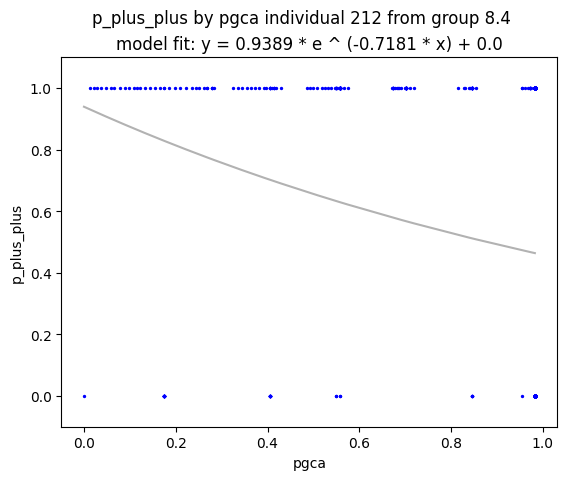 p_plus_plus by pgca individual 212 from group 8.4
model fit: y = 0.9389 * e ^ (-0.7181 * x) + 0.0
1.0
0.8
0.6
0.4
0.2
0.0
p_plus_plus
0.0 0.2 0.4 0.6 0.8 1.0
pgca